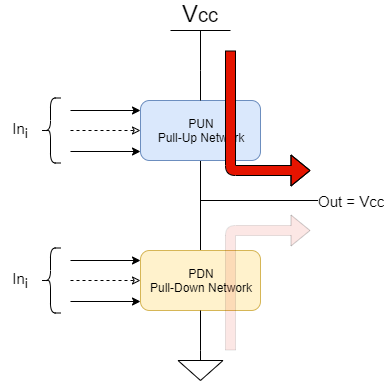 Vcc
PUN
Pull-Up Network
Ini
Out = Vcc
PDN
Pull-Down Network
Ini